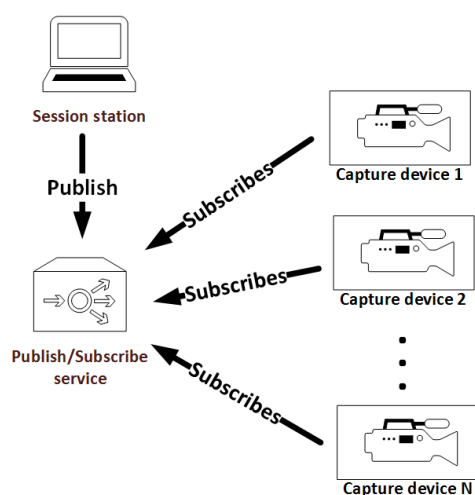 Session station
Publish
Subscribes
Capture device 1
Subscribes
Capture device 2
Publish/Subscribe
service
Subscribes
Capture device N